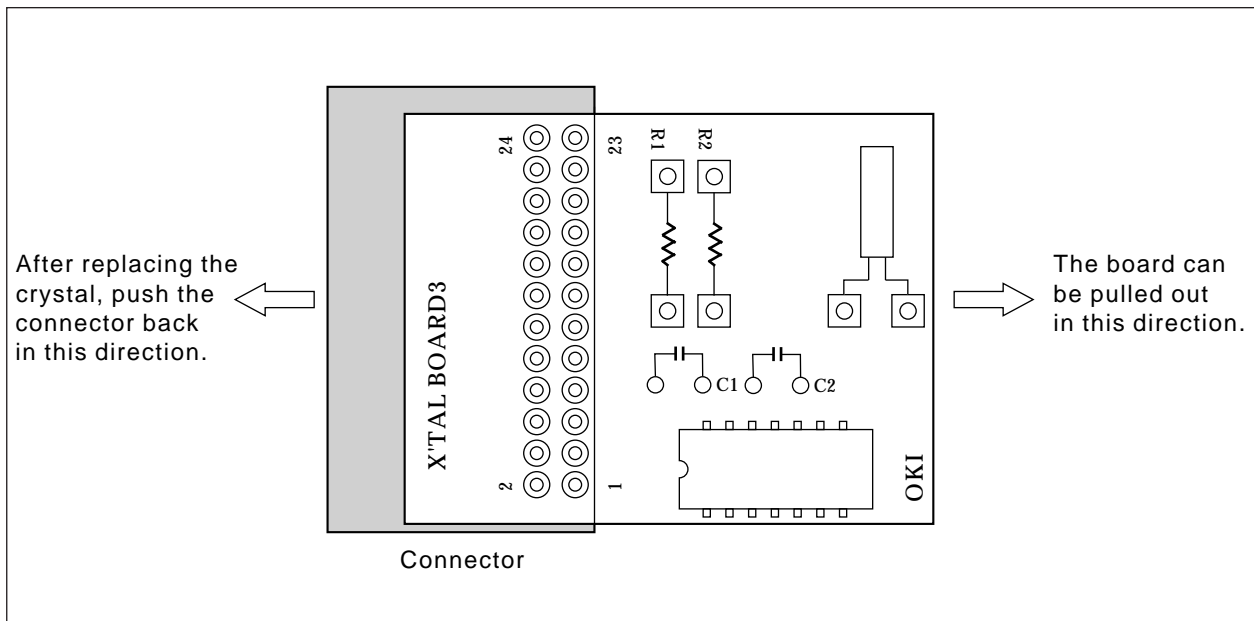 After replacing the
crystal, push the
connector back
in this direction.
X'TAL BOARD3
24
23
2
1
R1
R2
C1
C2
OKI
Connector
The board can
be pulled out
in this direction.